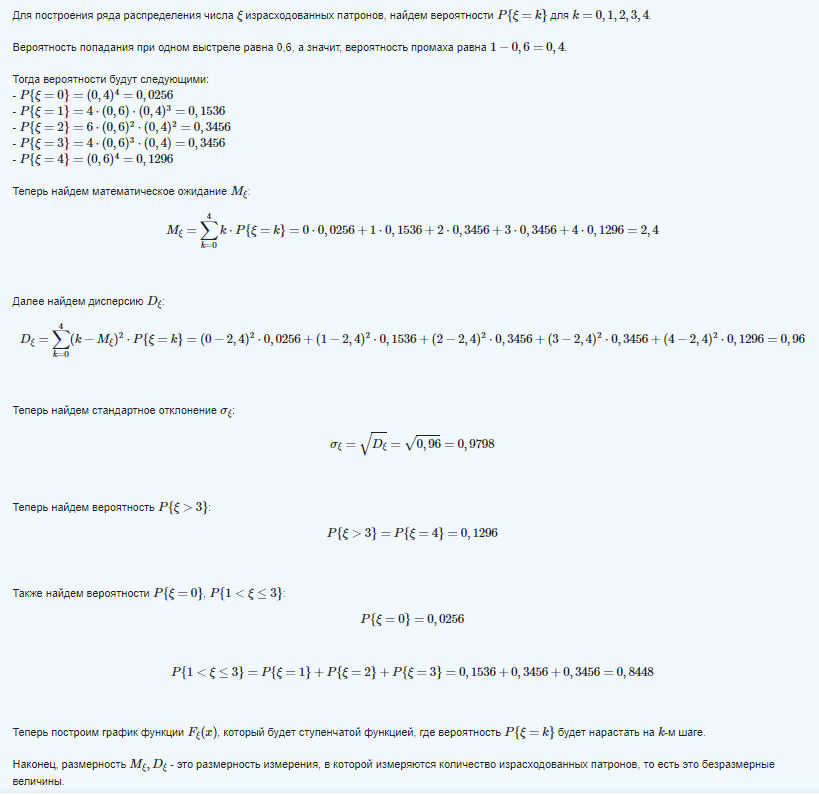 Для построения ряда распределения числа ξ израсходованных патронов, найдем вероятности P{ξ = k} для k = 0, 1, 2, 3, 4.
Вероятность попадания при одном выстреле равна 0,6, а значит, вероятность промаха равна 1 − 0, 6 = 0, 4.
Тогда вероятности будут следующими:
- P{ξ = 0} = (0, 4)⁴ = 0, 0256
- P{ξ = 1} = 4 · (0, 6) · (0, 4)³ = 0, 1536
- P{ξ = 2} = 6 · (0, 6)² · (0, 4)² = 0, 3456
- P{ξ = 3} = 4 · (0, 6)³ · (0, 4) = 0, 3456
- P{ξ = 4} = (0, 6)⁴ = 0, 1296
Теперь найдем математическое ожидание M_ξ:
M_ξ = ∑_{k=0}^{4} k · P{ξ = k} = 0 · 0, 0256 + 1 · 0, 1536 + 2 · 0, 3456 + 3 · 0, 3456 + 4 · 0, 1296 = 2, 4
Далее найдем дисперсию D_ξ:
D_ξ = ∑_{k=0}^{4} (k − M_ξ)² · P{ξ = k} = (0 − 2, 4)² · 0, 0256 + (1 − 2, 4)² · 0, 1536 + (2 − 2, 4)² · 0, 3456 + (3 − 2, 4)² · 0, 3456 + (4 − 2, 4)² · 0, 1296 = 0, 96
Теперь найдем стандартное отклонение σ_ξ:
σ_ξ = √D_ξ = √0, 96 = 0, 9798
Теперь найдем вероятность P{ξ > 3}:
P{ξ > 3} = P{ξ = 4} = 0, 1296
Также найдем вероятности P{ξ = 0}, P{1 < ξ ≤ 3}:
P{ξ = 0} = 0, 0256
P{1 < ξ ≤ 3} = P{ξ = 1} + P{ξ = 2} + P{ξ = 3} = 0, 1536 + 0, 3456 + 0, 3456 = 0, 8448
Теперь построим график функции F_ξ(x), который будет ступенчатой функцией, где вероятность P{ξ = k} будет нарастать на k-м шаге.
Наконец, размерность M_ξ, D_ξ - это размерность измерения, в которой измеряются количество израсходованных патронов, то есть это безразмерные
величины.